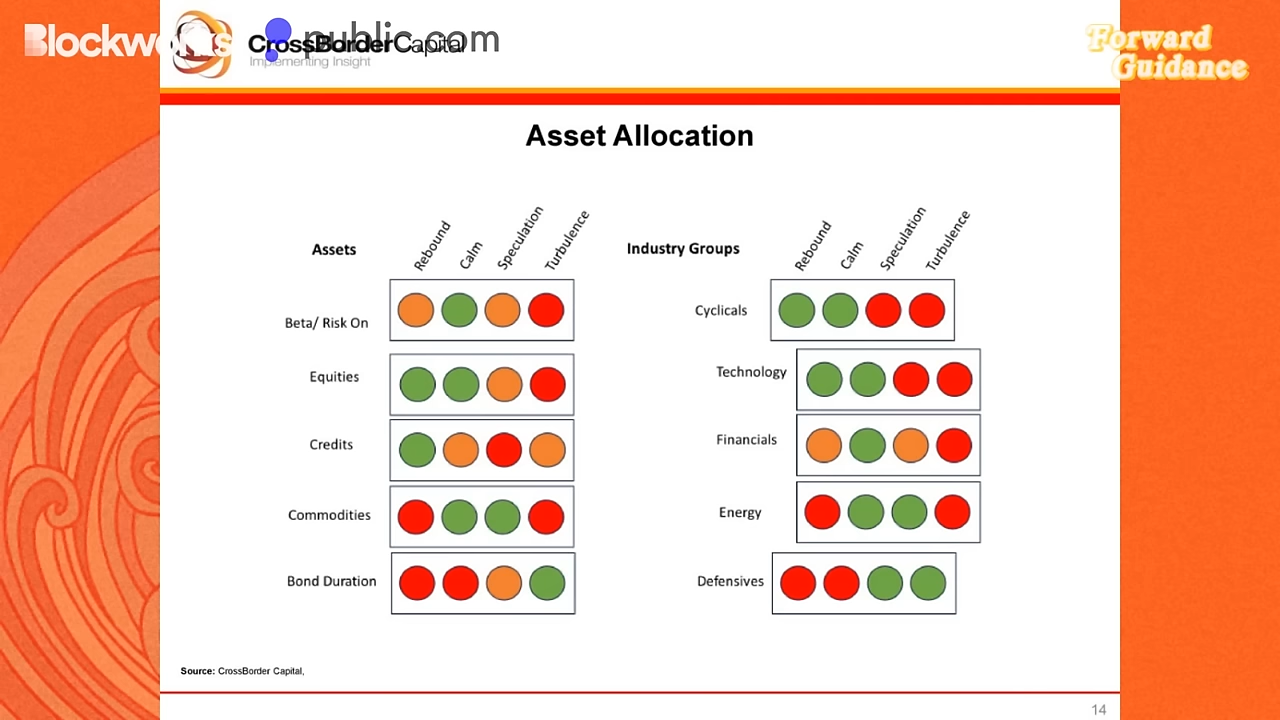 Blockworks
public.com
CrossBorder Capital
Implementing Insight
Forward
Guidance
Asset Allocation
Assets
Rebound
Calm
Speculation
Turbulence
Beta/ Risk On
Equities
Credits
Commodities
Bond Duration
Industry Groups
Rebound
Calm
Speculation
Turbulence
Cyclicals
Technology
Financials
Energy
Defensives
Source: CrossBorder Capital,
14